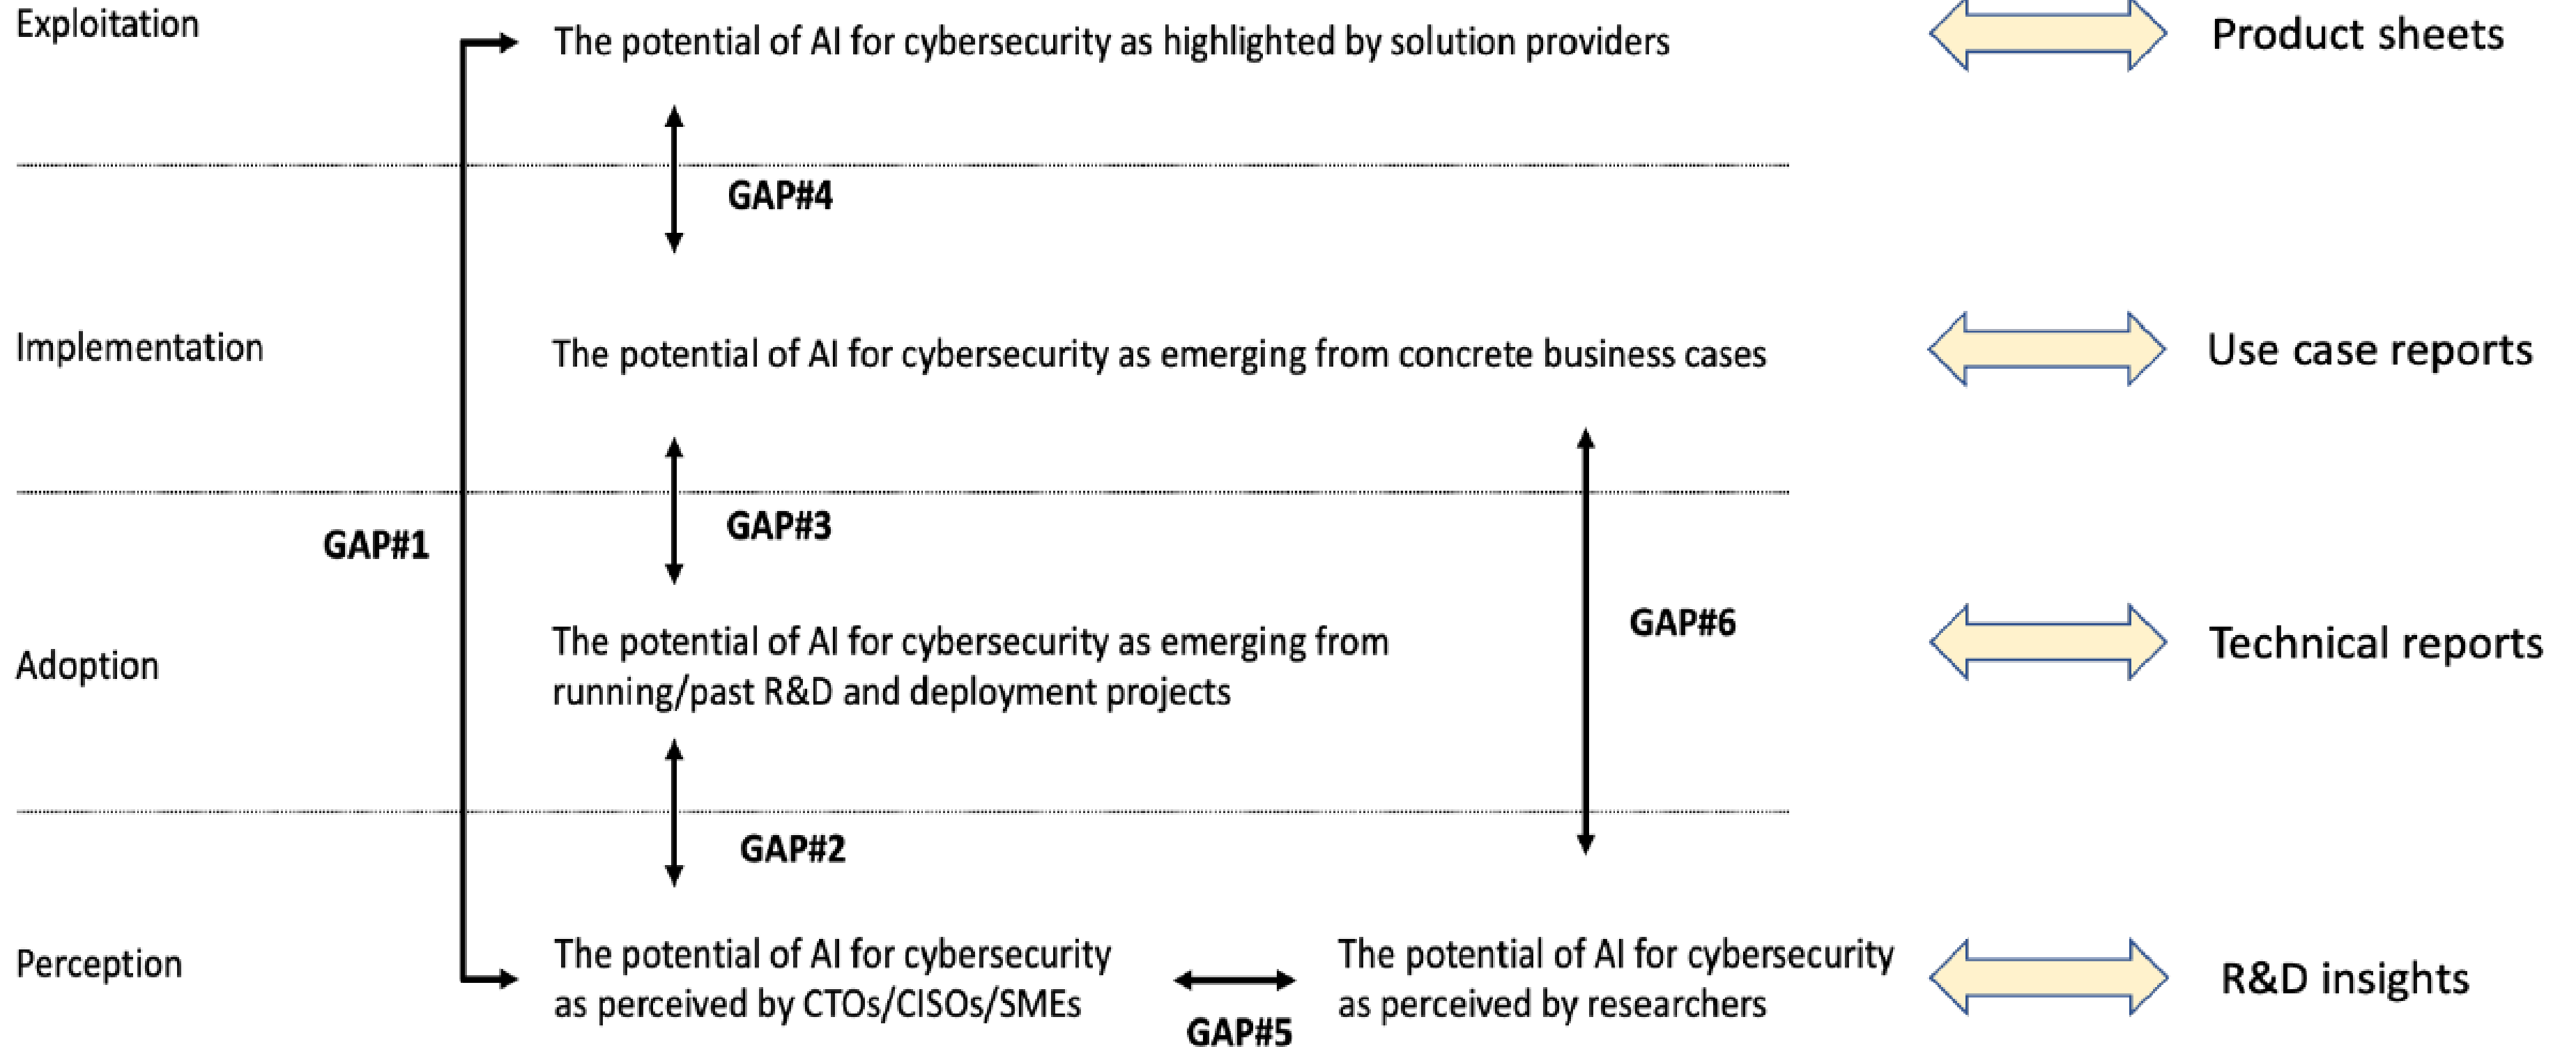 Exploitation
The potential of AI for cybersecurity as highlighted by solution providers
Product sheets
GAP#4
Implementation
The potential of AI for cybersecurity as emerging from concrete business cases
Use case reports
GAP#3
GAP#1
GAP#6
Adoption
The potential of AI for cybersecurity as emerging from
running/past R&D and deployment projects
Technical reports
GAP#2
Perception
The potential of AI for cybersecurity
as perceived by CTOs/CISOs/SMEs
GAP#5
The potential of AI for cybersecurity
as perceived by researchers
R&D insights